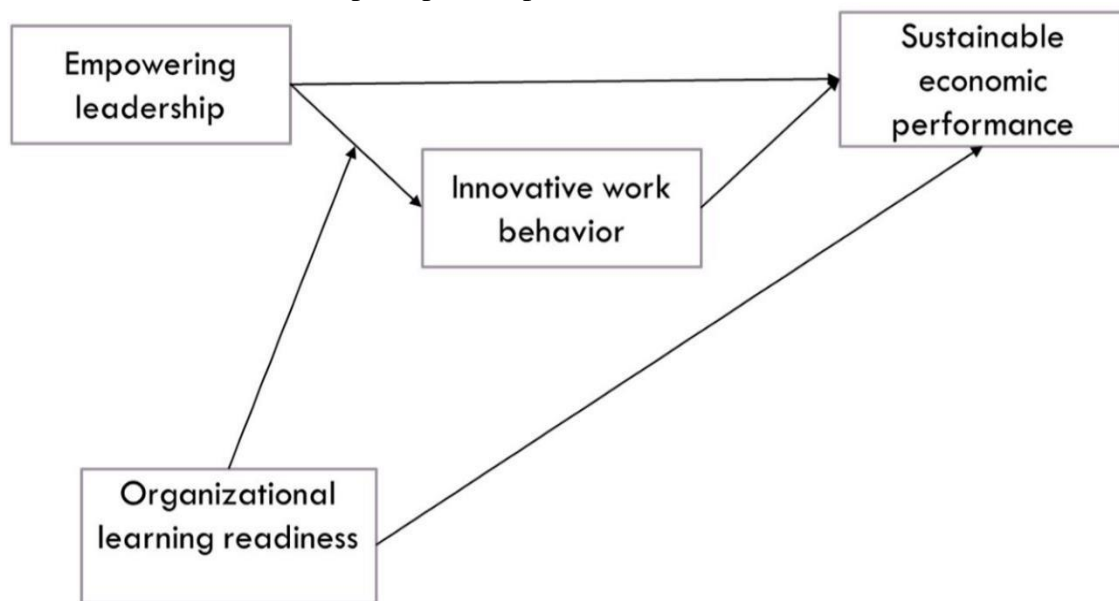 Empowering
leadership
Sustainable
economic
performance
Innovative work
behavior
Organizational
learning readiness